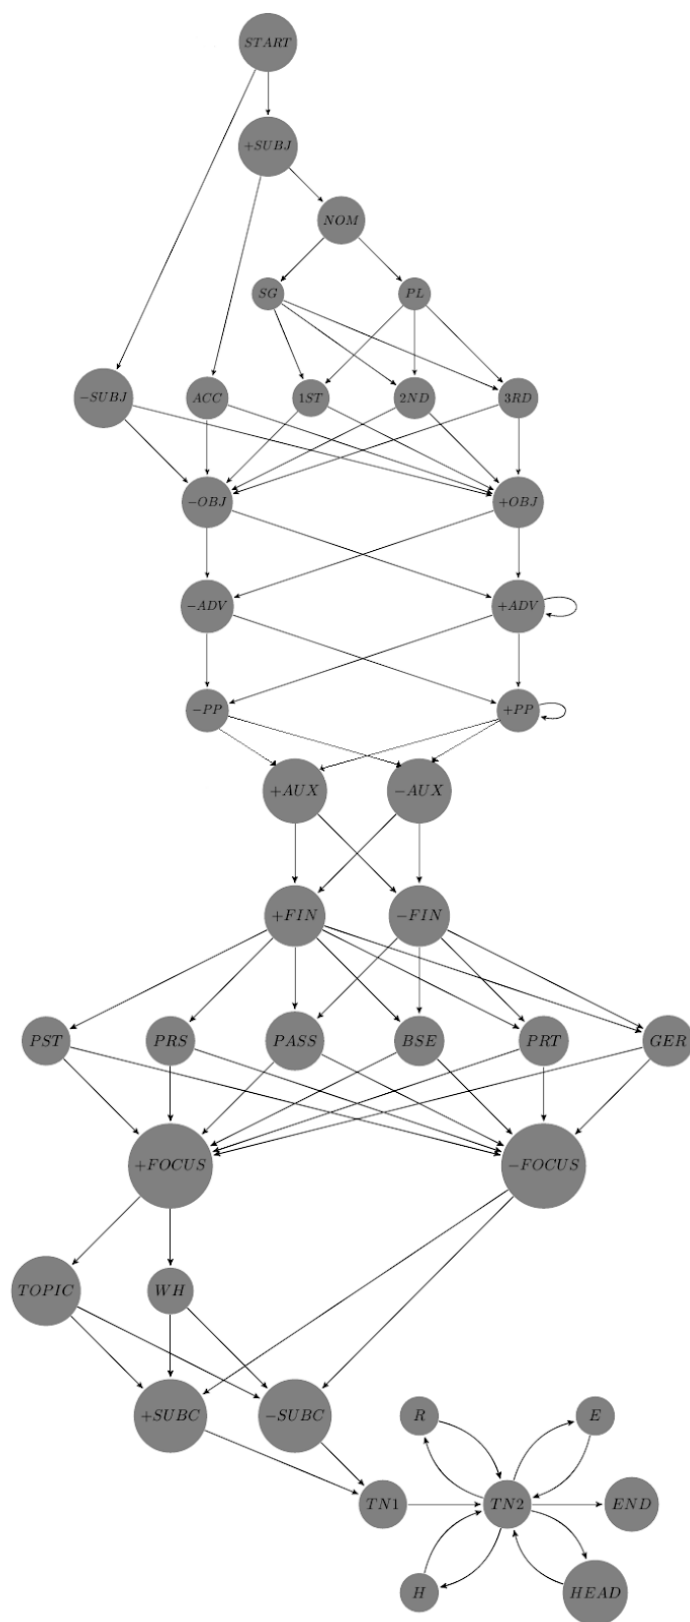 START
+SUBJ
NOM
SG PL
−SUBJ ACC 1ST 2ND 3RD
−OBJ +OBJ
−ADV +ADV
−PP +PP
+AUX −AUX
+FIN −FIN
PST PRS PASS BSE PRT GER
+FOCUS −FOCUS
TOPIC WH
+SUBC −SUBC R E
TN1 TN2 END
H HEAD